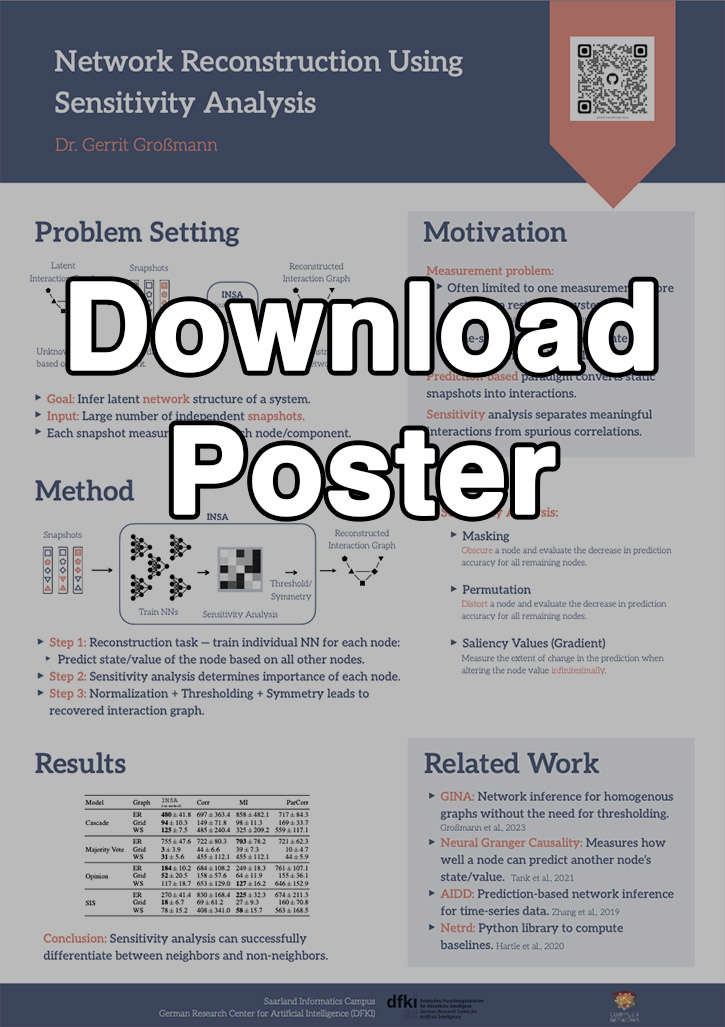 Network Reconstruction Using
Sensitivity Analysis
Dr. Gerrit Großmann
Problem Setting
Latent
Snapshots
Reconstructed
Interaction Graph
INSA
Download
Poster
Goal: Infer latent network structure of a system.
Input: Large number of independent snapshots.
Each snapshot node/component.
Motivation
Measurement problem:
Often limited to one measurement
Prediction-based paradigm converts static
snapshots into interactions.
Sensitivity analysis separates meaningful
interactions from spurious correlations.
Method
INSA
Snapshots
Reconstructed
Interaction Graph
Train NNs
Sensitivity Analysis
Threshold/
Symmetry
Step 1: Reconstruction task — train individual NN for each node:
Predict state/value of the node based on all other nodes.
Step 2: Sensitivity analysis determines importance of each node.
Step 3: Normalization + Thresholding + Symmetry leads to
recovered interaction graph.
Masking
Obscure a node and evaluate the decrease in prediction
accuracy for all remaining nodes.
Permutation
Distort a node and evaluate the decrease in prediction
accuracy for all remaining nodes.
Saliency Values (Gradient)
Measure the extent of change in the prediction when
altering the node value infinitesimally.
Results
Model Graph INSA Corr MI ParCorr
Cascade
ER 480 ± 41.8 697 ± 363.4 858 ± 482.1 717 ± 84.3
Grid 94 ± 10.3 149 ± 71.8 98 ± 11.3 169 ± 33.7
WS 125 ± 7.5 485 ± 240.4 325 ± 209.2 559 ± 117.1
Majority Vote
ER 755 ± 47.6 722 ± 80.3 703 ± 78.2 721 ± 62.3
Grid 3 ± 3.9 44 ± 6.6 39 ± 7.3 10 ± 4.7
WS 31 ± 5.6 455 ± 112.1 455 ± 112.1 44 ± 5.9
Opinion
ER 184 ± 10.2 684 ± 108.2 249 ± 18.3 761 ± 107.1
Grid 52 ± 20.5 158 ± 57.6 64 ± 11.9 155 ± 36.1
WS 117 ± 18.7 653 ± 129.0 127 ± 16.2 646 ± 152.9
SIS
ER 270 ± 41.4 830 ± 168.4 225 ± 32.3 674 ± 211.3
Grid 18 ± 6.7 69 ± 61.2 27 ± 9.3 160 ± 70.8
WS 78 ± 15.2 408 ± 341.0 58 ± 15.7 563 ± 168.5
Conclusion: Sensitivity analysis can successfully
differentiate between neighbors and non-neighbors.
Related Work
GINA: Network inference for homogenous
graphs without the need for thresholding.
Großmann et al., 2023
Neural Granger Causality: Measures how
well a node can predict another node's
state/value. Tank et al., 2021
AIDD: Prediction-based network inference
for time-series data. Zhang et al., 2019
Netrd: Python library to compute
baselines. Hartle et al., 2020
Saarland Informatics Campus
German Research Center for Artificial Intelligence (DFKI)
dfki
Deutsches Forschungszentrum
für Künstliche Intelligenz
German Research Center for
Artificial Intelligence
COMPLEX
NETWORKS